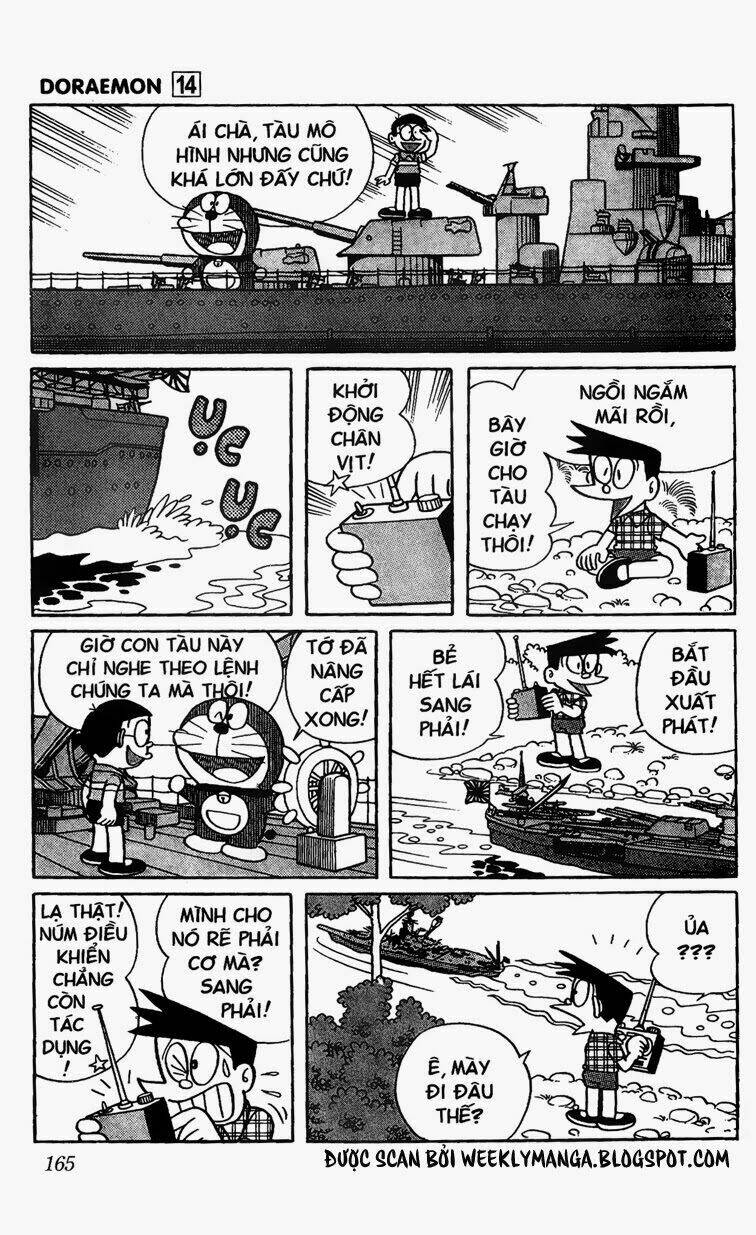 DORAEMON 14
ÁI CHÀ, TÀU MÔ
HÌNH NHƯNG CŨNG
KHÁ LỚN ĐẤY CHỨ!
NGỒI NGẮM
MÃI RỒI,
BÂY
GIỜ
CHO
TÀU
CHẠY
THÔI!
KHỞI
ĐỘNG
CHÂN
VỊT!
ỤC
ỤC
BẮT
ĐẦU
XUẤT
PHÁT!
BẺ
HẾT LÁI
SANG
PHẢI!
TỚ ĐÃ
NÂNG
CẤP
XONG!
GIỜ CON TÀU NÀY
CHỈ NGHE THEO LỆNH
CHÚNG TA MÀ THÔI!
ỦA
???
Ê, MÀY
ĐI ĐÂU
THẾ?
MÌNH CHO
NÓ RẼ PHẢI
CƠ MÀ?
SANG
PHẢI!
LẠ THẬT!
NÚM ĐIỀU
KHIỂN
CHẲNG
CÒN
TÁC
DỤNG
!
165
ĐƯỢC SCAN BỞI WEEKLYMANGA.BLOGSPOT.COM